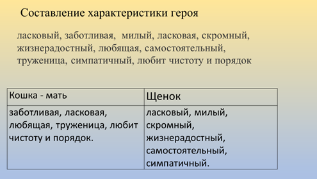 Составление характеристики героя
ласковый, заботливая,  милый, ласковая, скромный,
жизнерадостный, любящая, самостоятельный,
труженица, симпатичный, любит чистоту и порядок
Кошка - мать
Щенок
заботливая, ласковая,
любящая, труженица, любит
чистоту и порядок.
ласковый, милый,
скромный,
жизнерадостный,
самостоятельный,
симпатичный.